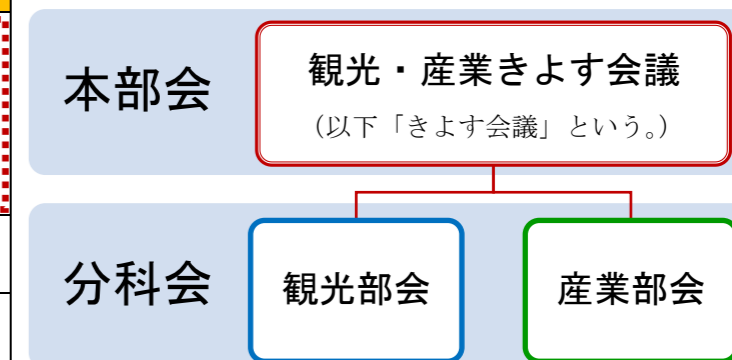 本部会
観光・産業きよす会議
（以下「きよす会議」という。）
分科会
観光部会
産業部会